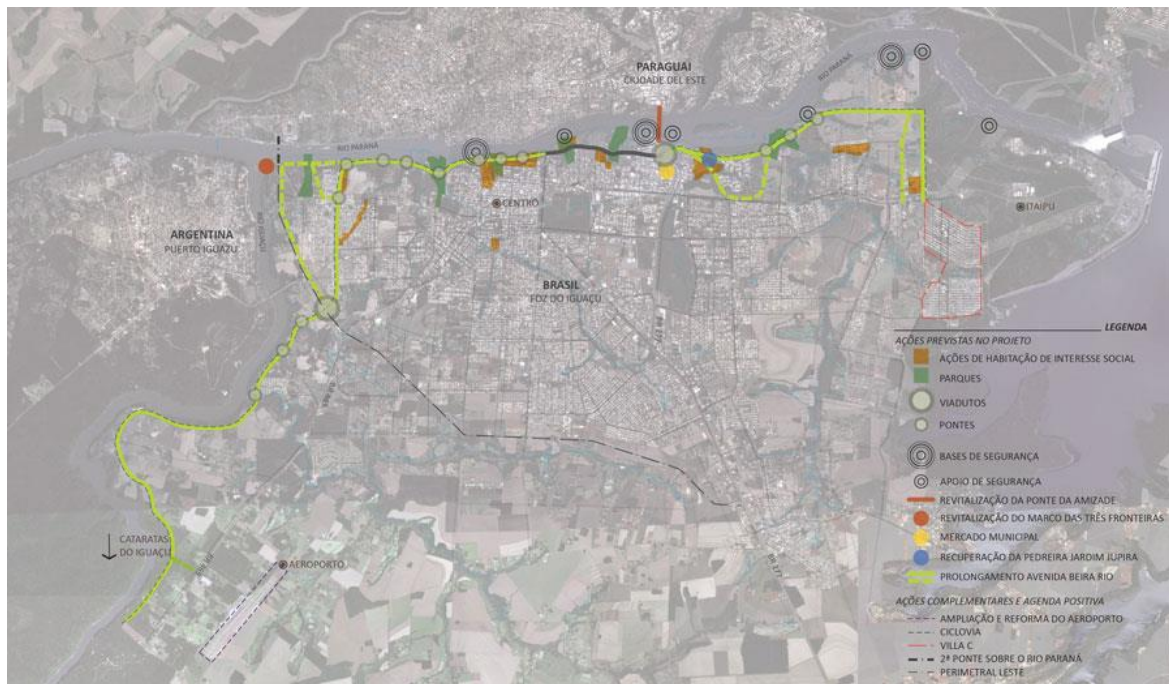 PARAGUAI
CIUDADE DEL ESTE
RIO PARANÁ
RIO PARANÁ
CENTRO
ITAIPU
ARGENTINA
PUERTO IGUAZU
BRASIL
FOZ DO IGUAÇU
BR 277
BR 277
CATARATAS
DO IGUAÇU
AEROPORTO
LEGENDA
AÇÕES PREVISTAS NO PROJETO
AÇÕES DE HABITAÇÃO DE INTERESSE SOCIAL
PARQUES
VIADUTOS
PONTES
BASES DE SEGURANÇA
APOIO DE SEGURANÇA
REVITALIZAÇÃO DA PONTE DA AMIZADE
REVITALIZAÇÃO DO MARCO DAS TRÊS FRONTEIRAS
MERCADO MUNICIPAL
RECUPERAÇÃO DA PEDREIRA JARDIM JUPIRA
PROLONGAMENTO AVENIDA BEIRA RIO
AÇÕES COMPLEMENTARES E AGENDA POSITIVA
AMPLIAÇÃO E REFORMA DO AEROPORTO
CICLOVIA
VILLA C
2ª PONTE SOBRE O RIO PARANÁ
PERIMETRAL LESTE